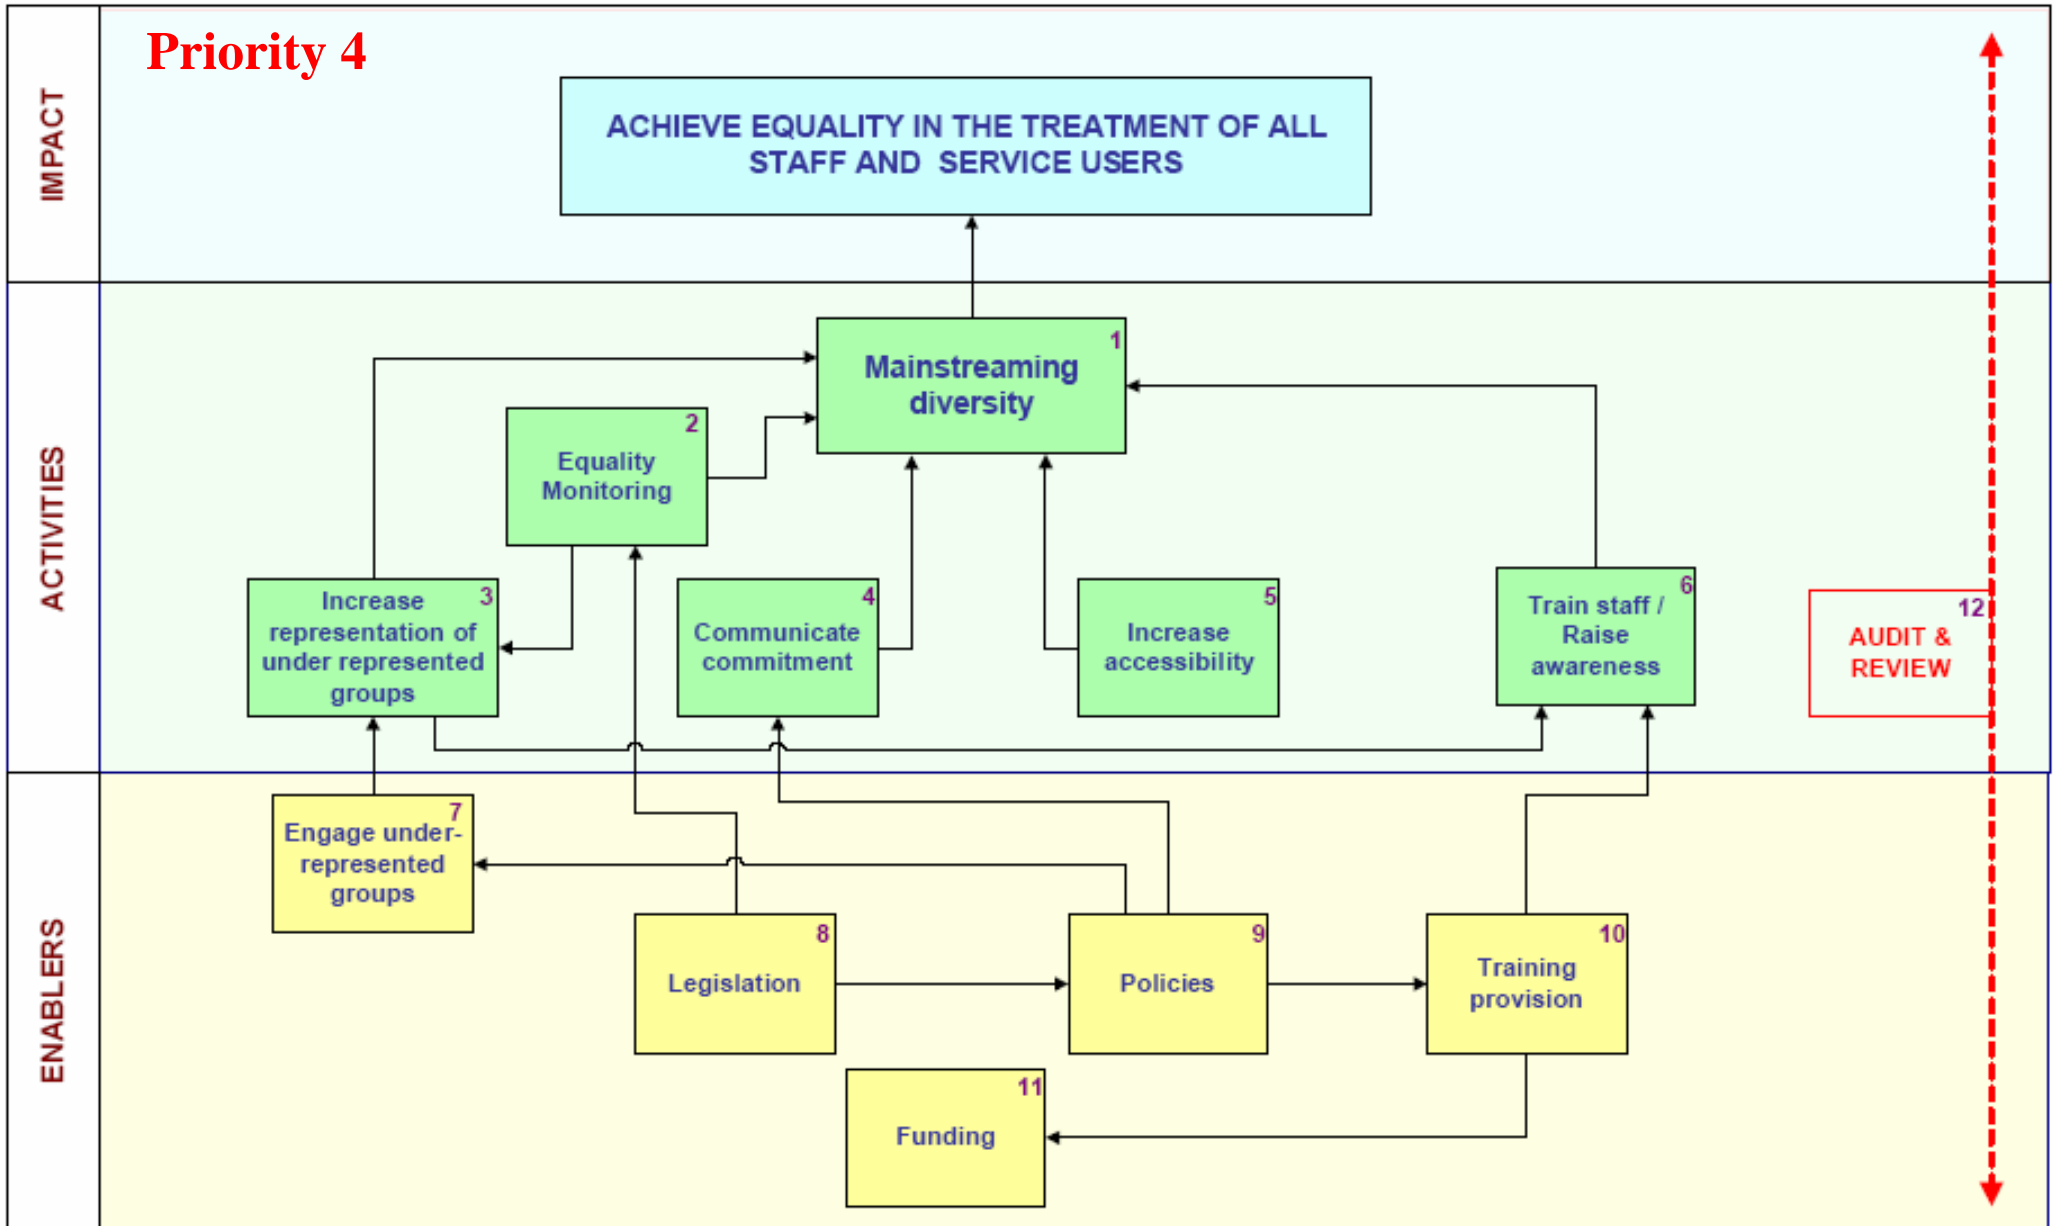 Priority 4
IMPACT
ACHIEVE EQUALITY IN THE TREATMENT OF ALL
STAFF AND SERVICE USERS
ACTIVITIES
1
Mainstreaming
diversity
2
Equality
Monitoring
3
Increase
representation of
under represented
groups
4
Communicate
commitment
5
Increase
accessibility
6
Train staff /
Raise
awareness
12
AUDIT &
REVIEW
ENABLERS
7
Engage under-
represented
groups
8
Legislation
9
Policies
10
Training
provision
11
Funding